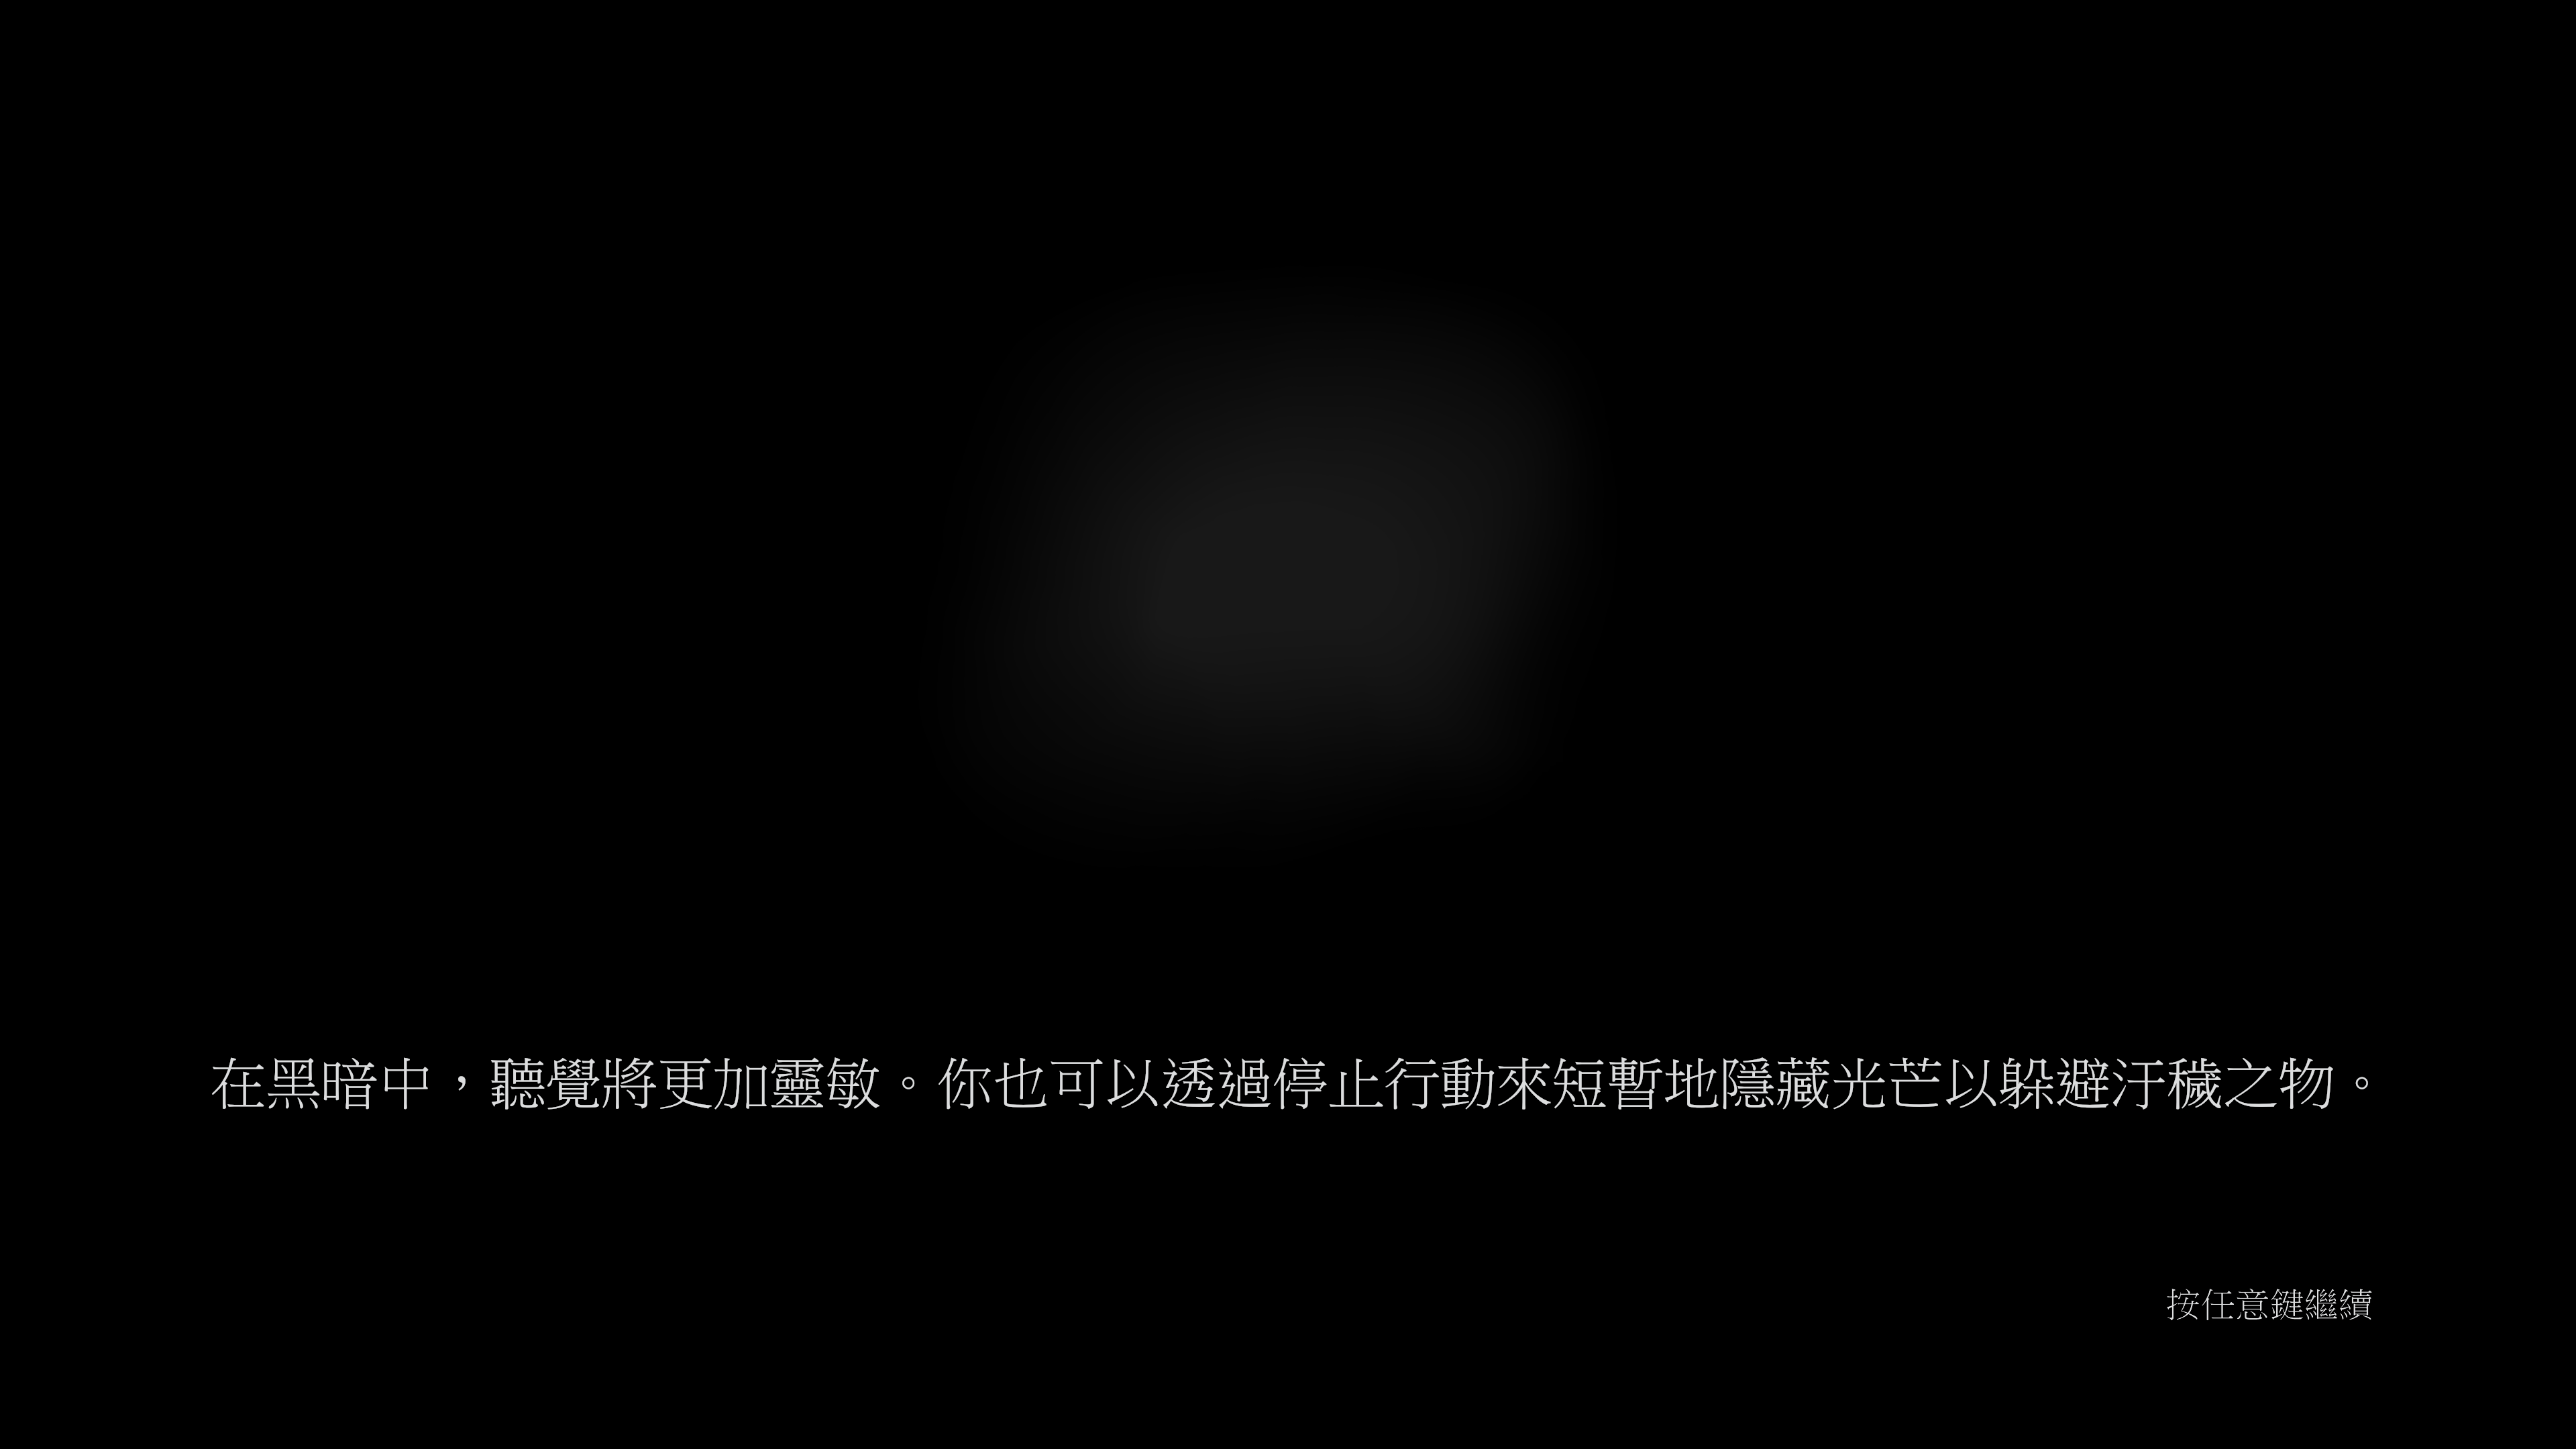 在黑暗中，聽覺將更加靈敏。你也可以透過停止行動來短暫地隱藏光芒以躲避汙穢之物。
按任意鍵繼續